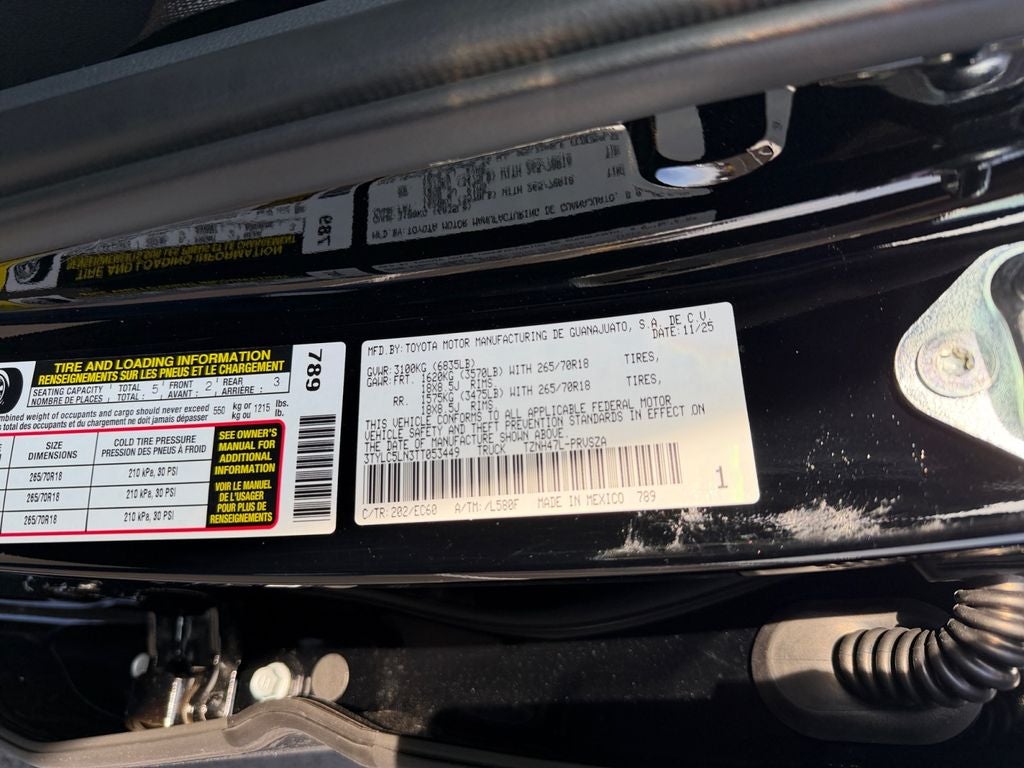 TIRE AND LOADING INFORMATION
RENSEIGNEMENTS SUR LES PNEUS ET LE CHARGEMENT
SEATING CAPACITY TOTAL : 5 FRONT : 2 REAR : 3
NOMBRE DE PLACES TOTAL : AVANT : ARRIÈRE :
combined weight of occupants and cargo should never exceed 550 kg or 1215 lbs.
total des occupants et du chargement ne doit jamais dépasser kg ou lb.
SIZE COLD TIRE PRESSURE
DIMENSIONS PRESSION DES PNEUS À FROID
265/70R18 210 kPa, 30 PSI
265/70R18 210 kPa, 30 PSI
265/70R18 210 kPa, 30 PSI
SEE OWNER'S
MANUAL FOR
ADDITIONAL
INFORMATION
VOIR LE MANUEL
DE L'USAGER
POUR PLUS DE
RENSEIGNEMENTS
789
MFD.BY: TOYOTA MOTOR MANUFACTURING DE GUANAJUATO, S.A. DE C.V.
DATE: 11/25
GVWR: 3100KG (6835LB)
GAWR: FRT. 1620KG (3570LB) WITH 265/70R18 TIRES,
18X8.5J RIMS
RR. 1575KG (3475LB) WITH 265/70R18 TIRES,
18X8.5J RIMS
THIS VEHICLE CONFORMS TO ALL APPLICABLE FEDERAL MOTOR
VEHICLE SAFETY AND THEFT PREVENTION STANDARDS IN EFFECT ON
THE DATE OF MANUFACTURE SHOWN ABOVE.
3TYLC5LN3TT053449 TRUCK TZNH47L-PRVSZA
C/TR: 202/EC60 A/TM: /L580F MADE IN MEXICO 789
1